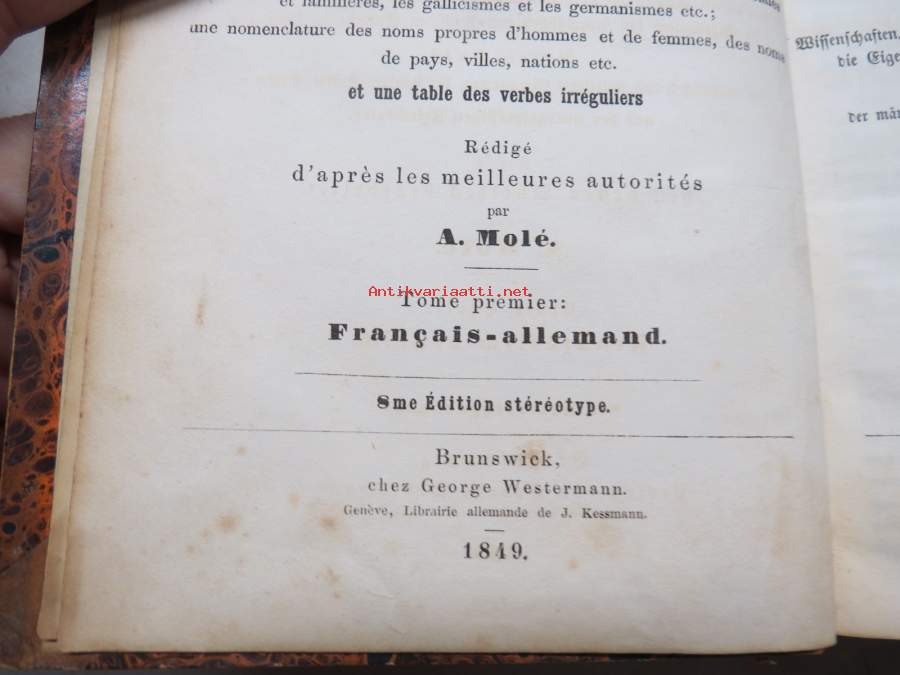 et familières, les gallicismes et les germanismes etc.;
une nomenclature des noms propres d'hommes et de femmes, des noms
de pays, villes, nations etc.
et une table des verbes irréguliers
Rédigé
d'après les meilleures autorités
par
A. Molé.
Antikvariaatti.net
Tome premier:
Français-allemand.
8me Édition stéréotype.
Brunswick,
chez George Westermann.
Genève, Librairie allemande de J. Kessmann.
1849.
Wissenschaften,
die Eige
der män